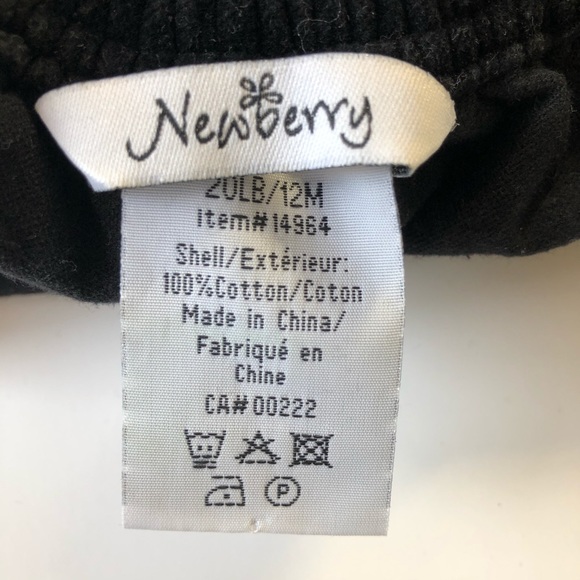 Newberry
20LB/12M
Item# 14964
Shell/Extérieur:
100%Cotton/Coton
Made in China/
Fabriqué en
Chine
CA# 00222
P